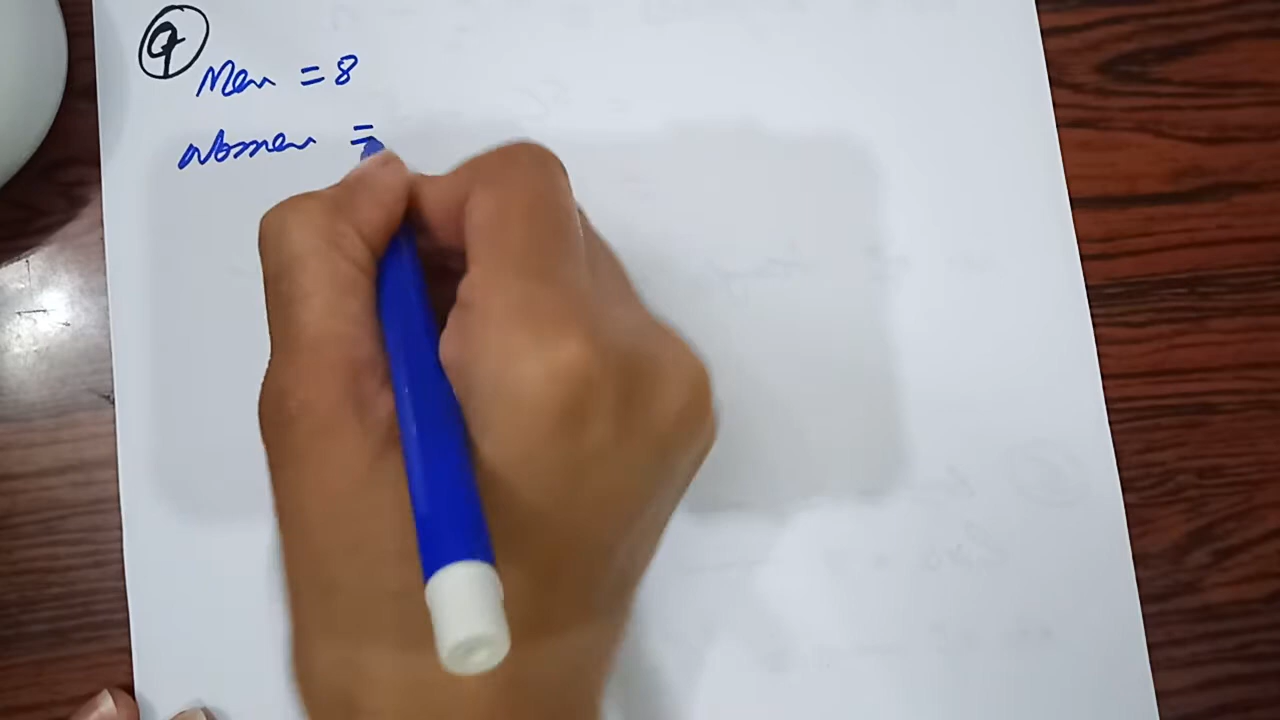 9
Men = 8
Women =